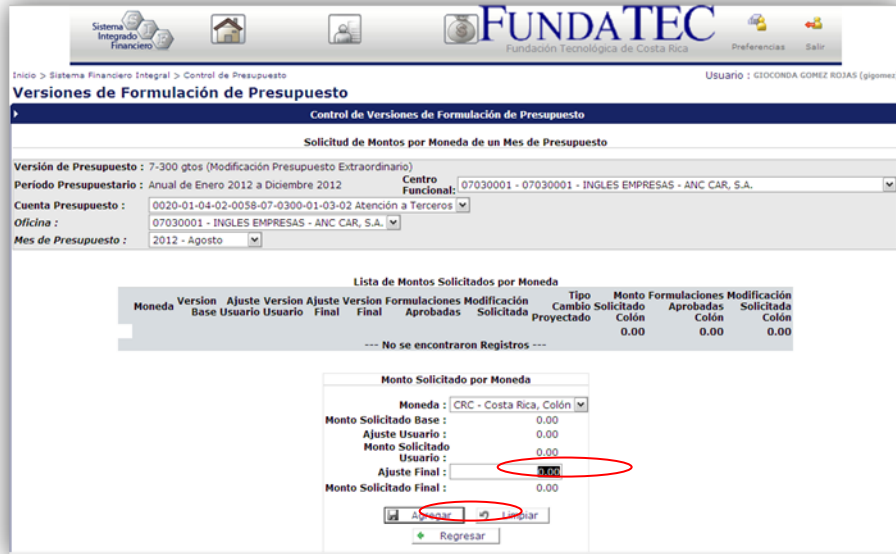 Sistema
Integrado
Financiero
FUNDATEC
Fundación Tecnológica de Costa Rica
Preferencias Salir
Inicio > Sistema Financiero Integral > Control de Presupuesto
Usuario : GIOCONDA GOMEZ ROJAS (gigomez
Versiones de Formulación de Presupuesto
Control de Versiones de Formulación de Presupuesto
Solicitud de Montos por Moneda de un Mes de Presupuesto
Versión de Presupuesto : 7-300 gtos (Modificación Presupuesto Extraordinario)
Período Presupuestario : Anual de Enero 2012 a Diciembre 2012 Centro Funcional: 07030001 - 07030001 - INGLES EMPRESAS - ANC CAR, S.A.
Cuenta Presupuesto : 0020-01-04-02-0058-07-0300-01-03-02 Atención a Terceros
Oficina : 07030001 - INGLES EMPRESAS - ANC CAR, S.A.
Mes de Presupuesto : 2012 - Agosto
Lista de Montos Solicitados por Moneda
Moneda Version Base Ajuste Usuario Version Usuario Ajuste Final Version Final Formulaciones Aprobadas Modificación Solicitada Tipo Cambio Proyectado Monto Solicitado Colón Formulaciones Aprobadas Colón Modificación Solicitada Colón
0.00 0.00 0.00
--- No se encontraron Registros ---
Monto Solicitado por Moneda
Moneda : CRC - Costa Rica, Colón
Monto Solicitado Base : 0.00
Ajuste Usuario : 0.00
Monto Solicitado Usuario : 0.00
Ajuste Final : 0.00
Monto Solicitado Final : 0.00
Agregar Limpiar
Regresar